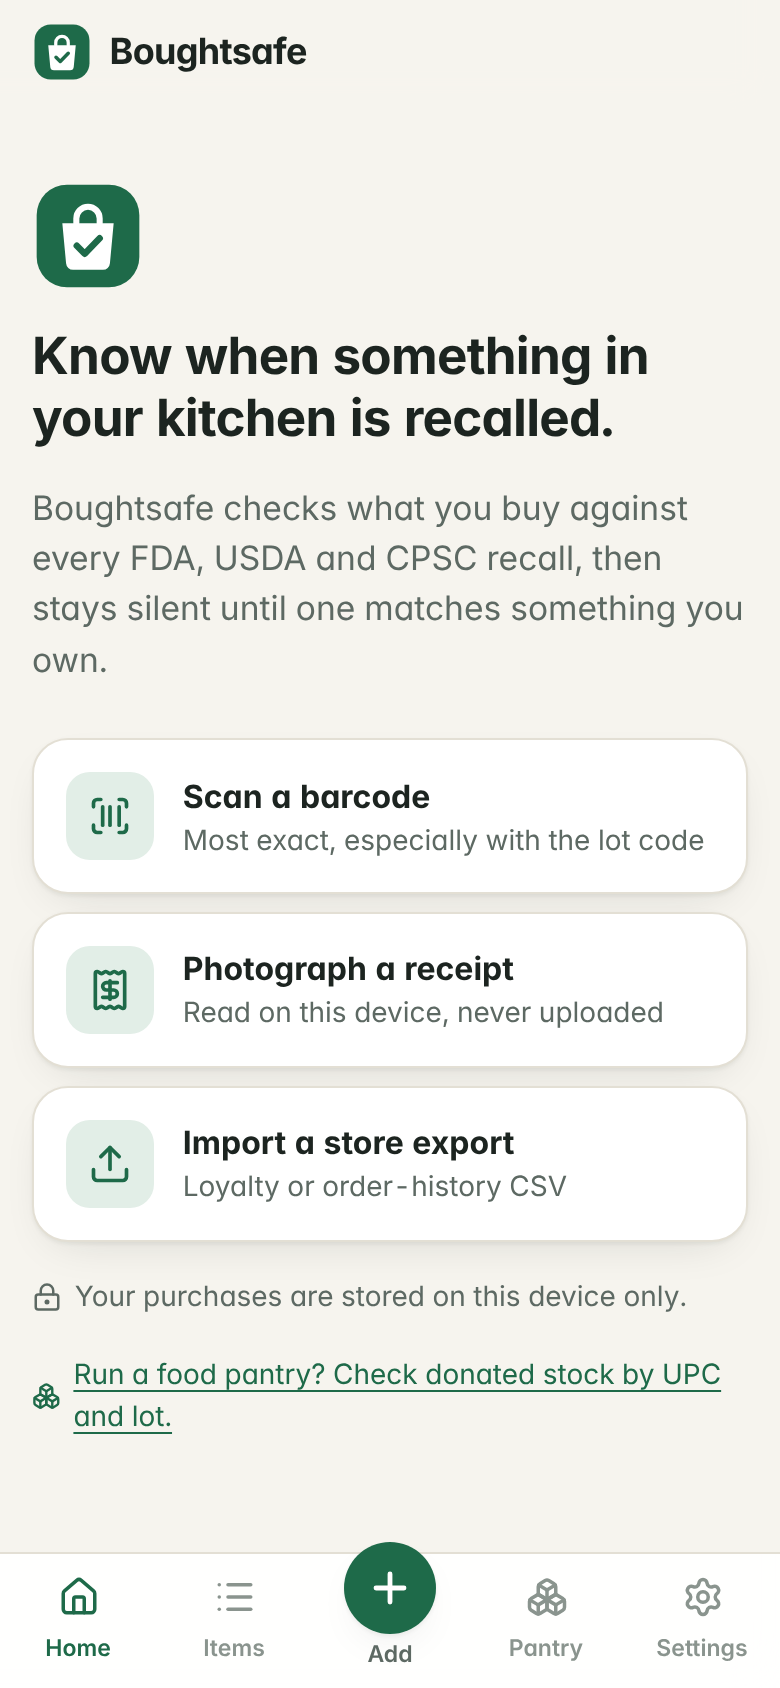 Boughtsafe
Know when something in
your kitchen is recalled.
Boughtsafe checks what you buy against
every FDA, USDA and CPSC recall, then
stays silent until one matches something you
own.
Scan a barcode
Most exact, especially with the lot code
Photograph a receipt
Read on this device, never uploaded
Import a store export
Loyalty or order-history CSV
Your purchases are stored on this device only.
Run a food pantry? Check donated stock by UPC
and lot.
Home
Items
Add
Pantry
Settings